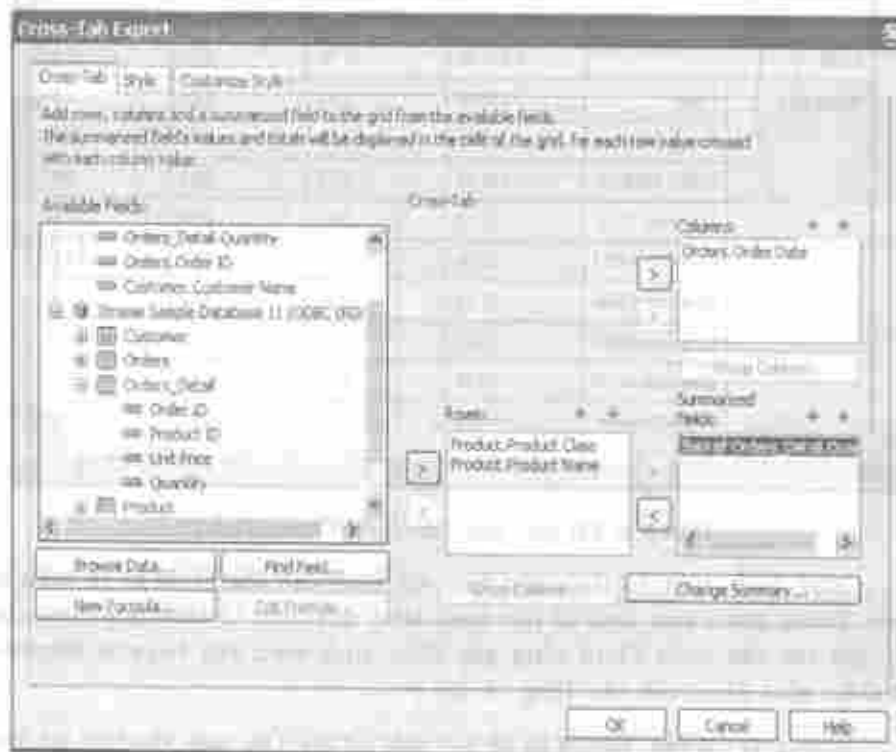 Cross-Tab Expert
Cross-Tab Style Customize Style
Add rows, columns and a summarized field to the grid from the available fields.
The summarized field's values and totals will be displayed in the cells of the grid, for each row value crossed
with each column value.
Available Fields:
Orders_Detail.Quantity
Orders.Order ID
Customer.Customer Name
Xtreme Sample Database 11 (ODBC (RD
Customer
Orders
Orders_Detail
Order ID
Product ID
Unit Price
Quantity
Product
Browse Data...
Find Field...
New Formula...
Edit Formula...
Cross-Tab
Columns:
Orders.Order Date
Group Options...
Rows:
Product.Product Class
Product.Product Name
Group Options...
Summarized
Fields:
Change Summary ...
OK
Cancel
Help